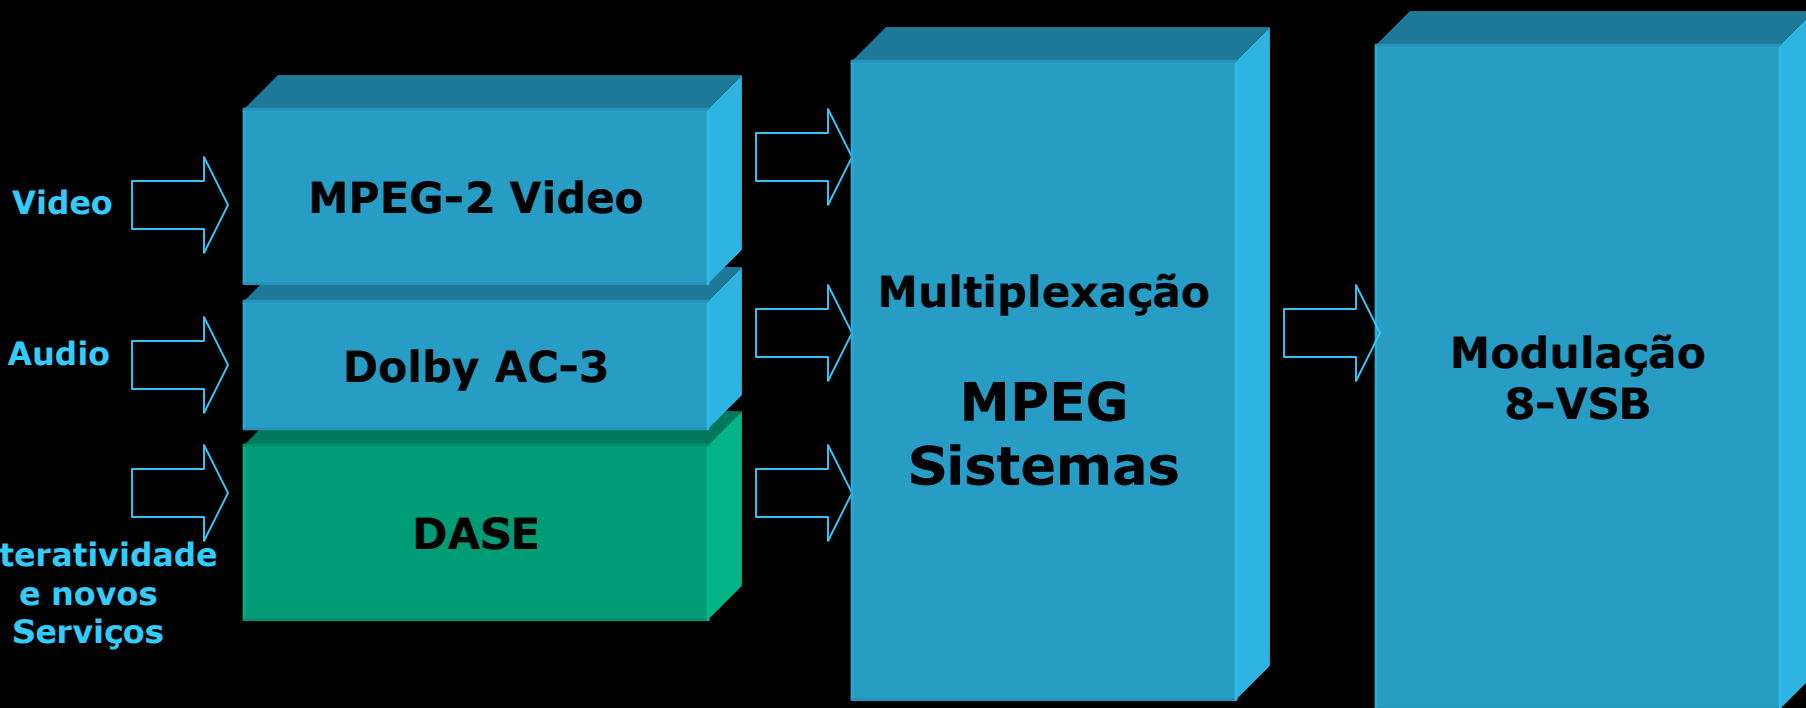 Video
MPEG-2 Video
Audio
Dolby AC-3
teratividade
e novos
Serviços
DASE
Multiplexação
MPEG
Sistemas
Modulação
8-VSB